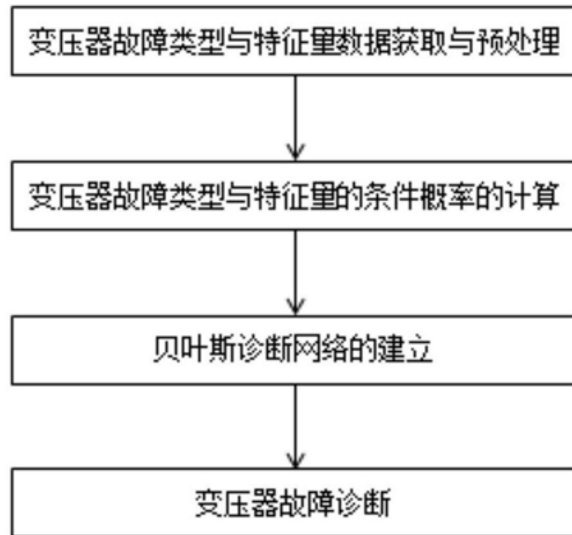 变压器故障类型与特征量数据获取与预处理
变压器故障类型与特征量的条件概率的计算
贝叶斯诊断网络的建立
变压器故障诊断